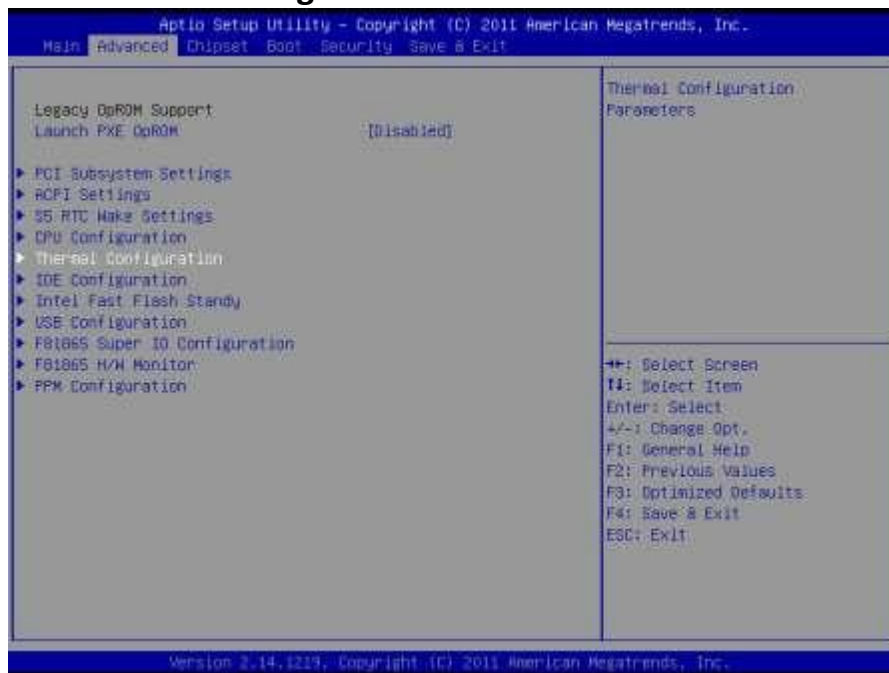 Aptio Setup Utility - Copyright (C) 2011 American Megatrends, Inc.
Main Advanced Chipset Boot Security Save & Exit
Legacy OpROM Support
Launch PXE OpROM [Disabled]
▶ PCI Subsystem Settings
▶ ACPI Settings
▶ S5 RTC Wake Settings
▶ CPU Configuration
▶ Thermal Configuration
▶ IDE Configuration
▶ Intel Fast Flash Standy
▶ USB Configuration
▶ F81865 Super IO Configuration
▶ F81865 H/W Monitor
▶ PPM Configuration
Thermal Configuration
Parameters
→←: Select Screen
↑↓: Select Item
Enter: Select
+/-: Change Opt.
F1: General Help
F2: Previous Values
F3: Optimized Defaults
F4: Save & Exit
ESC: Exit
Version 2.14.1219. Copyright (C) 2011 American Megatrends, Inc.